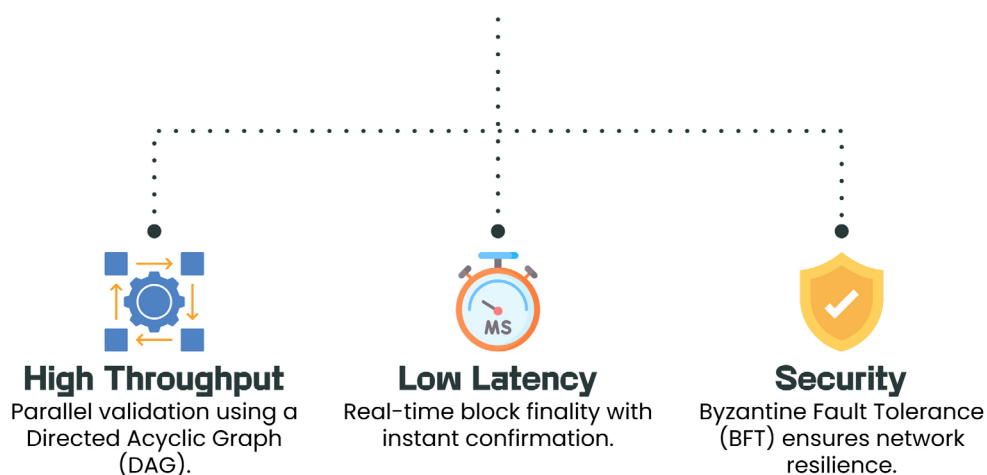 MS
High Throughput
Parallel validation using a
Directed Acyclic Graph
(DAG).
Low Latency
Real-time block finality with
instant confirmation.
Security
Byzantine Fault Tolerance
(BFT) ensures network
resilience.